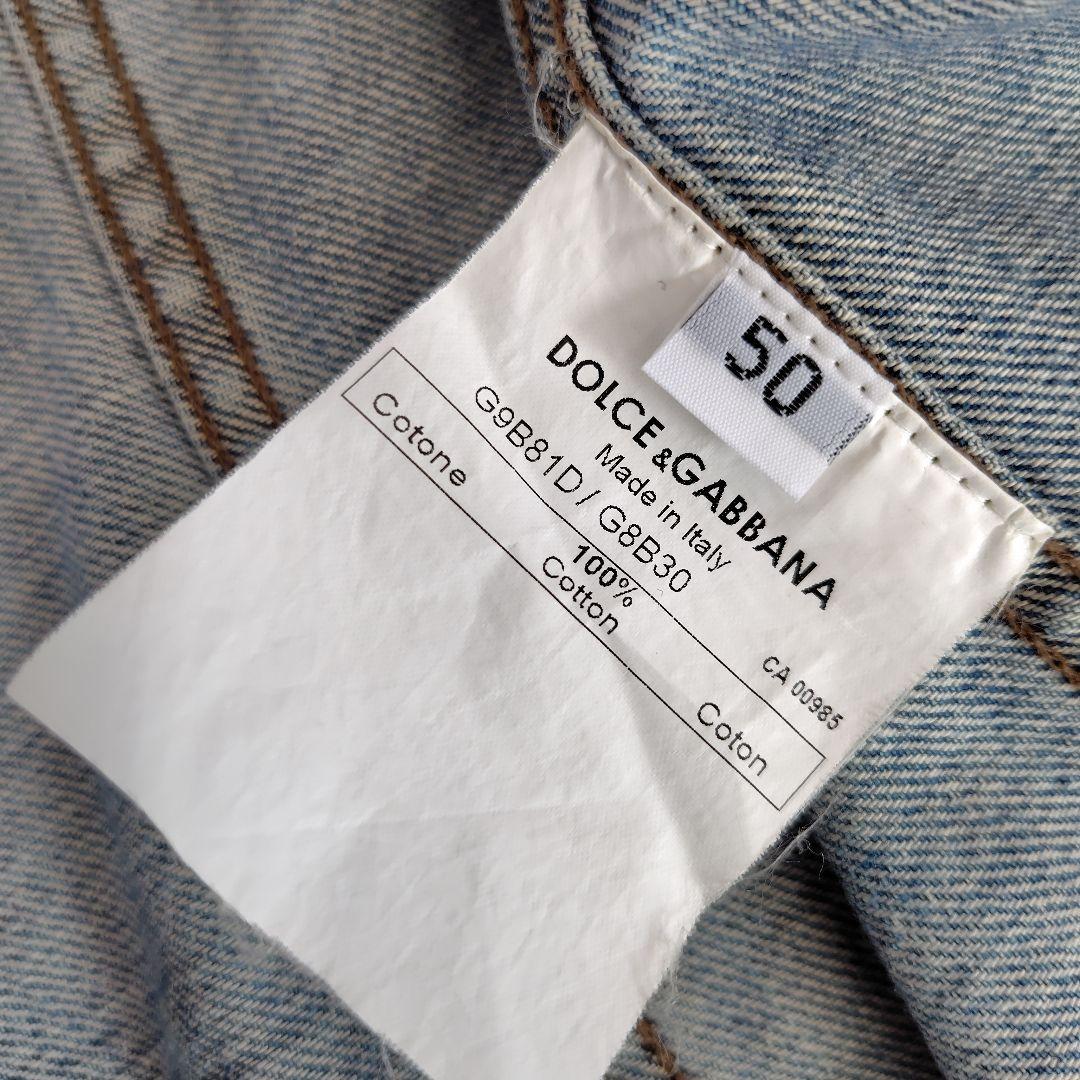 50
DOLCE &GABBANA
Made in Italy
G9B81D / G8B30
CA 00985
100%
Cotone Cotton Coton